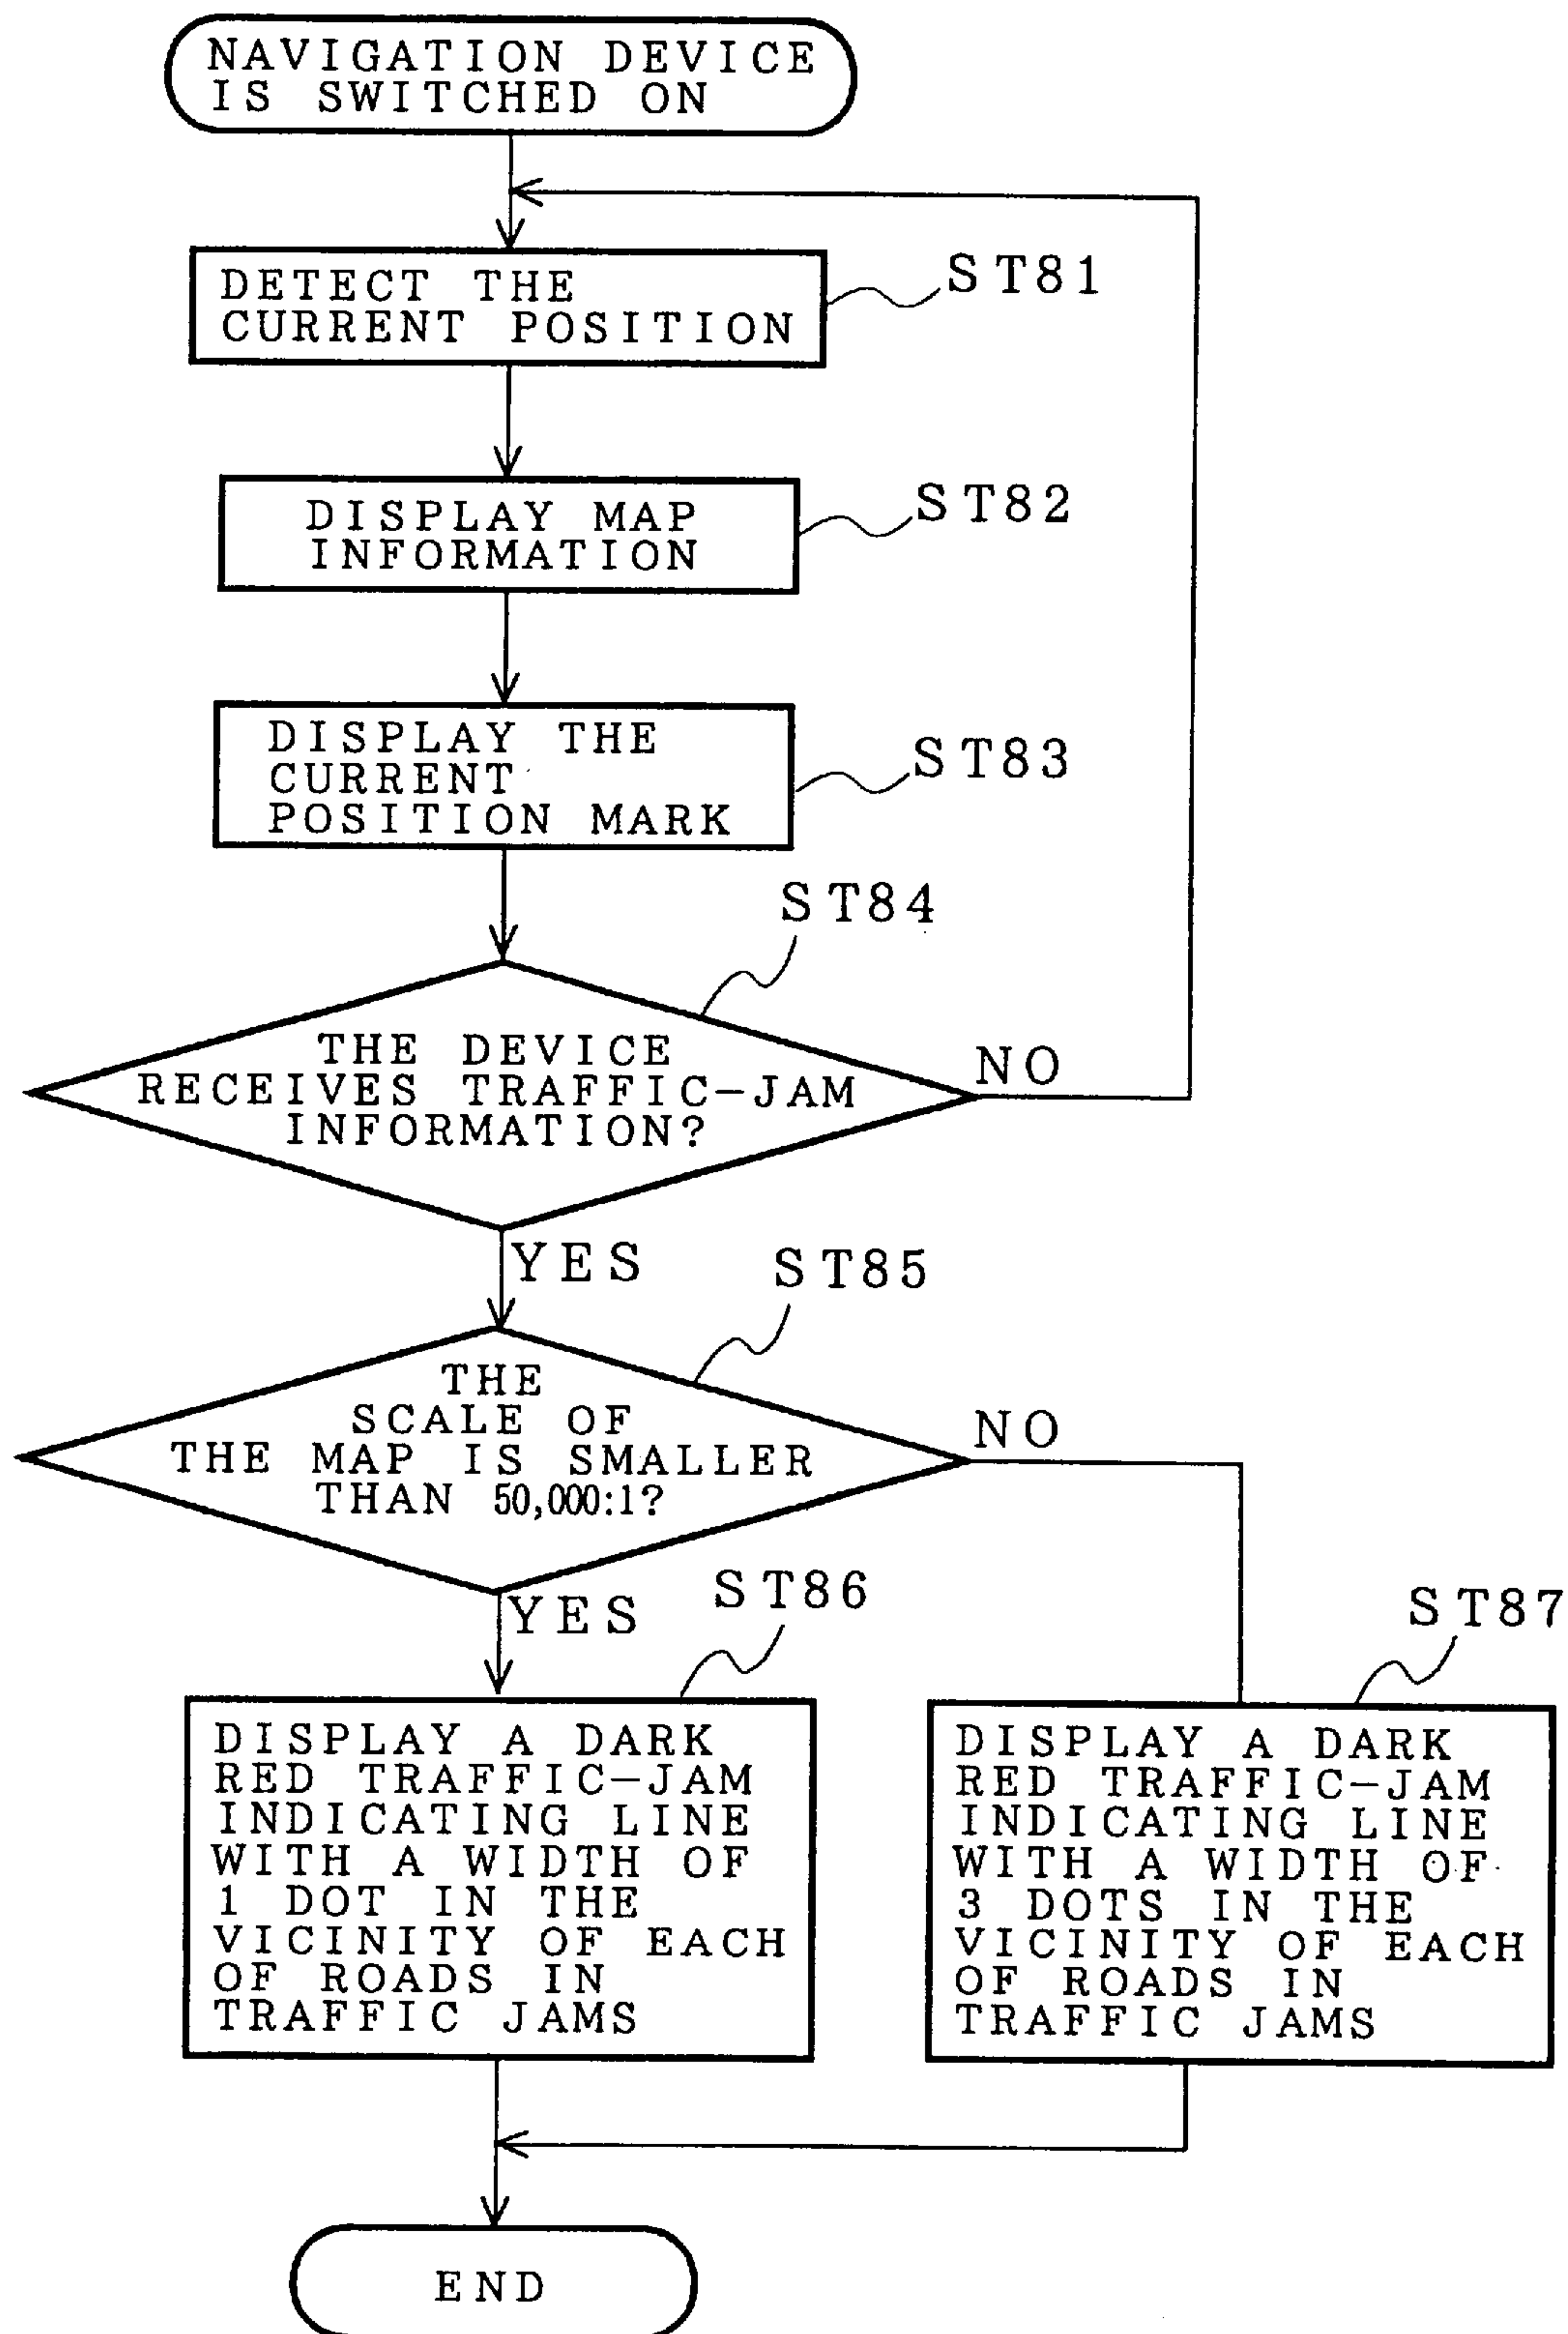 NAVIGATION DEVICE
IS SWITCHED ON
DETECT THE
CURRENT POSITION
ST81
DISPLAY MAP
INFORMATION
ST82
DISPLAY THE
CURRENT
POSITION MARK
ST83
ST84
THE DEVICE
RECEIVES TRAFFIC-JAM
INFORMATION?
NO
YES
ST85
THE
SCALE OF
THE MAP IS SMALLER
THAN 50,000:1?
NO
YES
ST86
DISPLAY A DARK
RED TRAFFIC-JAM
INDICATING LINE
WITH A WIDTH OF
1 DOT IN THE
VICINITY OF EACH
OF ROADS IN
TRAFFIC JAMS
ST87
DISPLAY A DARK
RED TRAFFIC-JAM
INDICATING LINE
WITH A WIDTH OF
3 DOTS IN THE
VICINITY OF EACH
OF ROADS IN
TRAFFIC JAMS
END